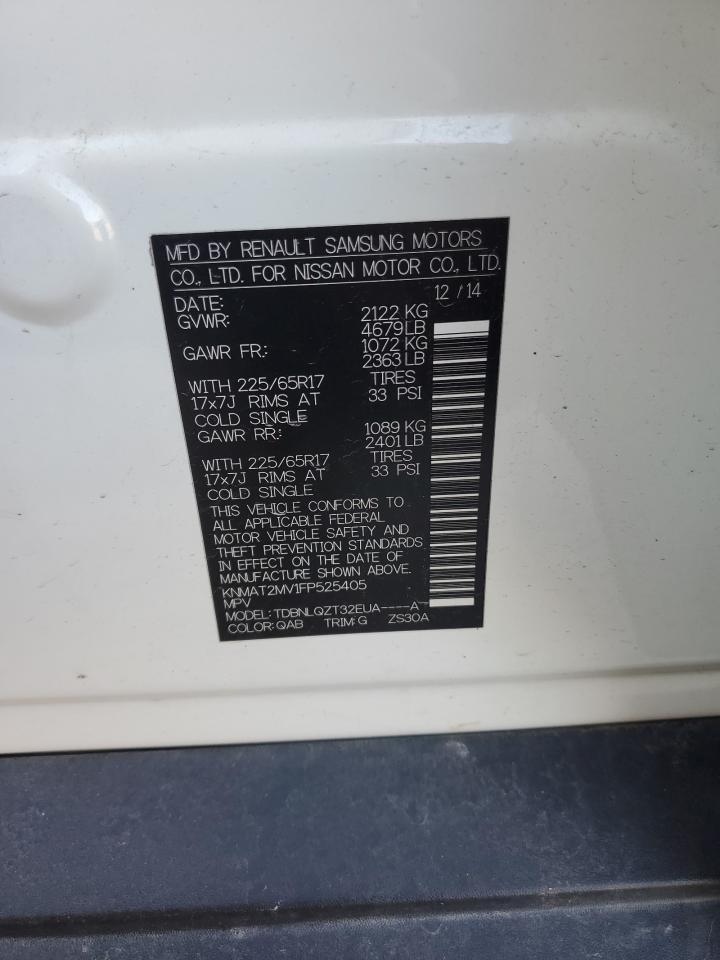 MFD BY RENAULT SAMSUNG MOTORS
CO., LTD. FOR NISSAN MOTOR CO., LTD.
DATE: 12 / 14
GVWR: 2122 KG
4679 LB
GAWR FR.: 1072 KG
2363 LB
WITH 225/65R17 TIRES
17x7J RIMS AT 33 PSI
COLD SINGLE
GAWR RR.: 1089 KG
2401 LB
WITH 225/65R17 TIRES
17x7J RIMS AT 33 PSI
COLD SINGLE
THIS VEHICLE CONFORMS TO
ALL APPLICABLE FEDERAL
MOTOR VEHICLE SAFETY AND
THEFT PREVENTION STANDARDS
IN EFFECT ON THE DATE OF
MANUFACTURE SHOWN ABOVE.
KNMAT2MV1FP525405
MPV
MODEL: TDBNLQZT32EUA----A
COLOR: QAB TRIM: G ZS30A